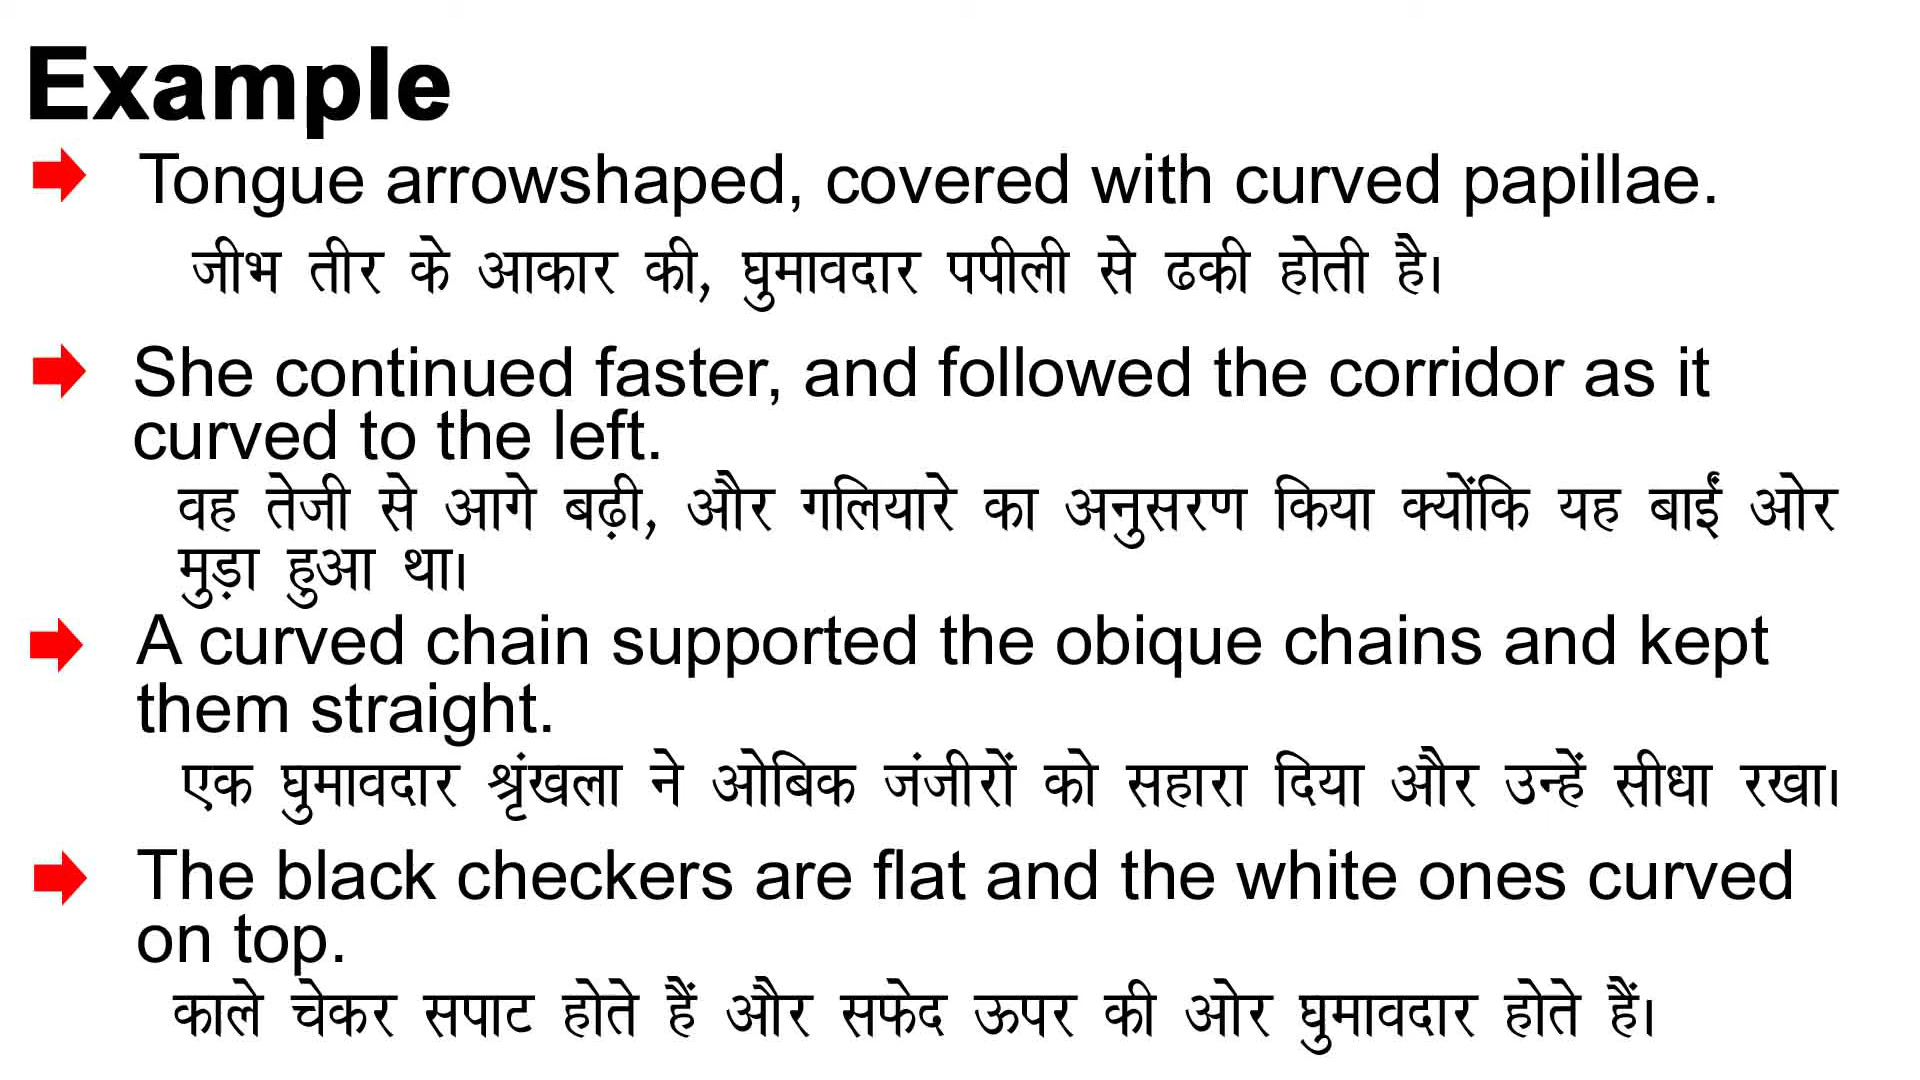 Example
Tongue arrowshaped, covered with curved papillae.
जीभ तीर के आकार की, घुमावदार पपीली से ढकी होती है।
She continued faster, and followed the corridor as it
curved to the left.
वह तेजी से आगे बढ़ी, और गलियारे का अनुसरण किया क्योंकि यह बाईं ओर
मुड़ा हुआ था।
A curved chain supported the obique chains and kept
them straight.
एक घुमावदार श्रृंखला ने ओबिक जंजीरों को सहारा दिया और उन्हें सीधा रखा।
The black checkers are flat and the white ones curved
on top.
काले चेकर सपाट होते हैं और सफेद ऊपर की ओर घुमावदार होते हैं।